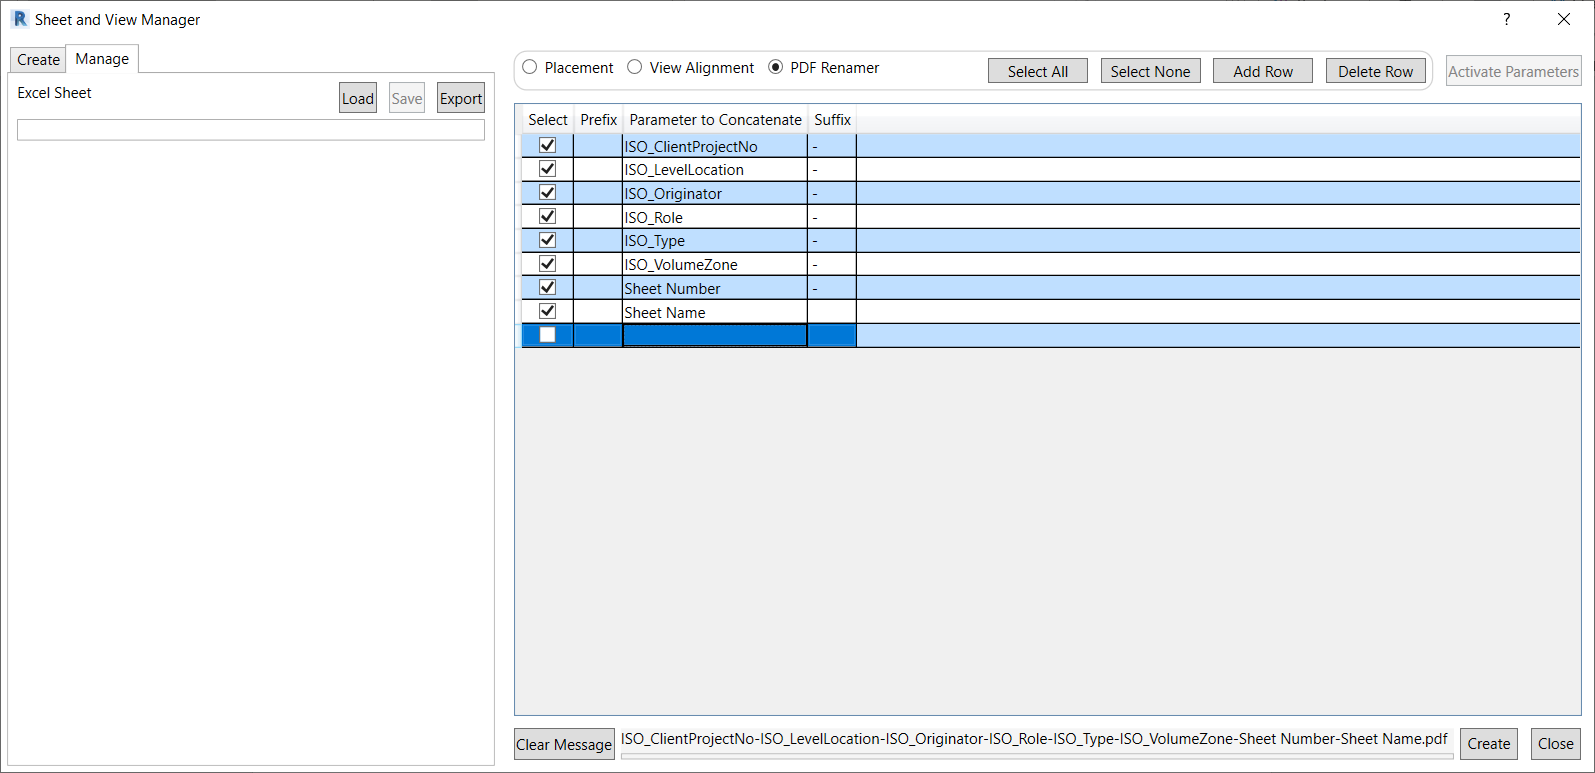 R Sheet and View Manager ?
Create Manage
Excel Sheet Load Save Export
Placement View Alignment PDF Renamer Select All Select None Add Row Delete Row Activate Parameters
Select Prefix Parameter to Concatenate Suffix
ISO_ClientProjectNo -
ISO_LevelLocation -
ISO_Originator -
ISO_Role -
ISO_Type -
ISO_VolumeZone -
Sheet Number -
Sheet Name
Clear Message ISO_ClientProjectNo-ISO_LevelLocation-ISO_Originator-ISO_Role-ISO_Type-ISO_VolumeZone-Sheet Number-Sheet Name.pdf Create Close